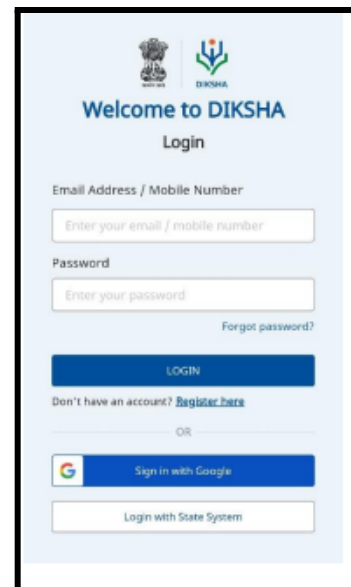 DIKSHA
Welcome to DIKSHA
Login
Email Address / Mobile Number
Enter your email / mobile number
Password
Enter your password
Forgot password?
LOGIN
Don't have an account? Register here
OR
Sign in with Google
Login with State System